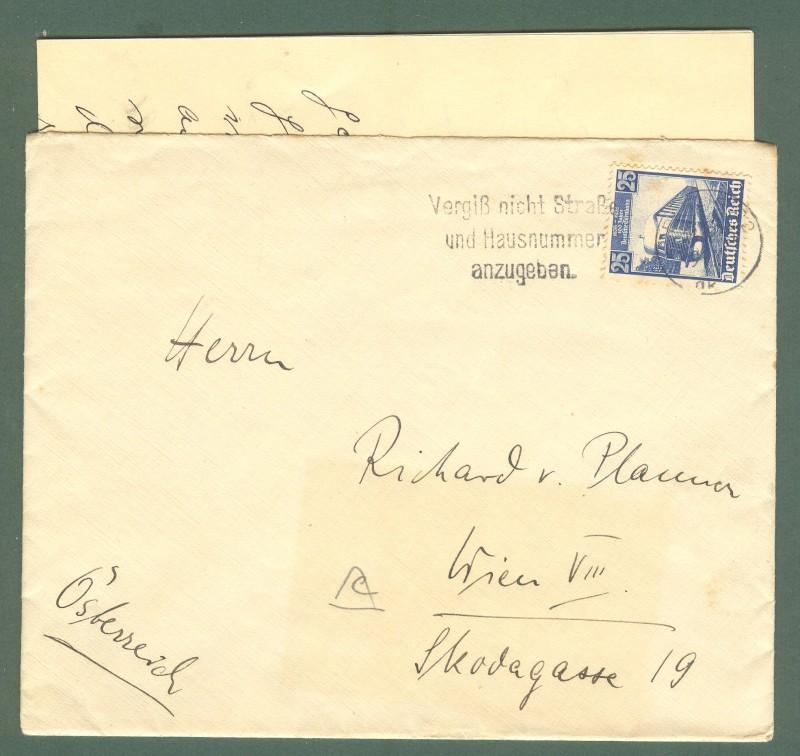 Vergiß nicht Straße
und Hausnummer
anzugeben.
25
25
Deutsches Reich
Herrn
Richard v. Planner
Wien VIII.
Skodagasse 19
Österreich